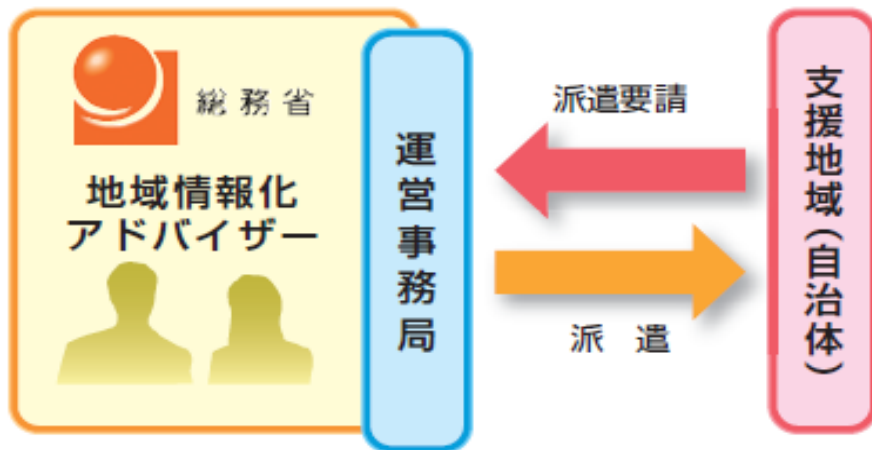 総務省
地域情報化
アドバイザー
運営事務局
派遣要請
派 遣
支援地域(自治体)